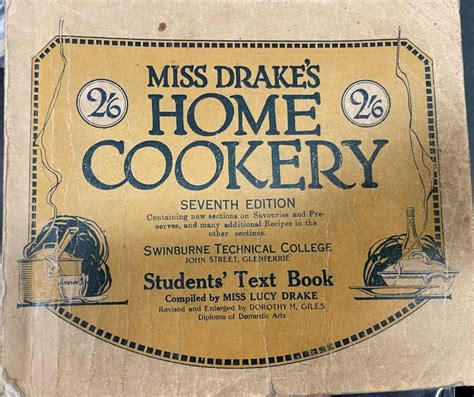 MISS DRAKE'S
2/6 HOME 2/6
COOKERY
SEVENTH EDITION
Containing new sections on Savouries and Pre-
serves, and many additional Recipes in the
other sections.
SWINBURNE TECHNICAL COLLEGE
JOHN STREET, GLENFERRIE.
Students' Text Book
Compiled by MISS LUCY DRAKE
Revised and Enlarged by DOROTHY M. GILES
Diploma of Domestic Arts